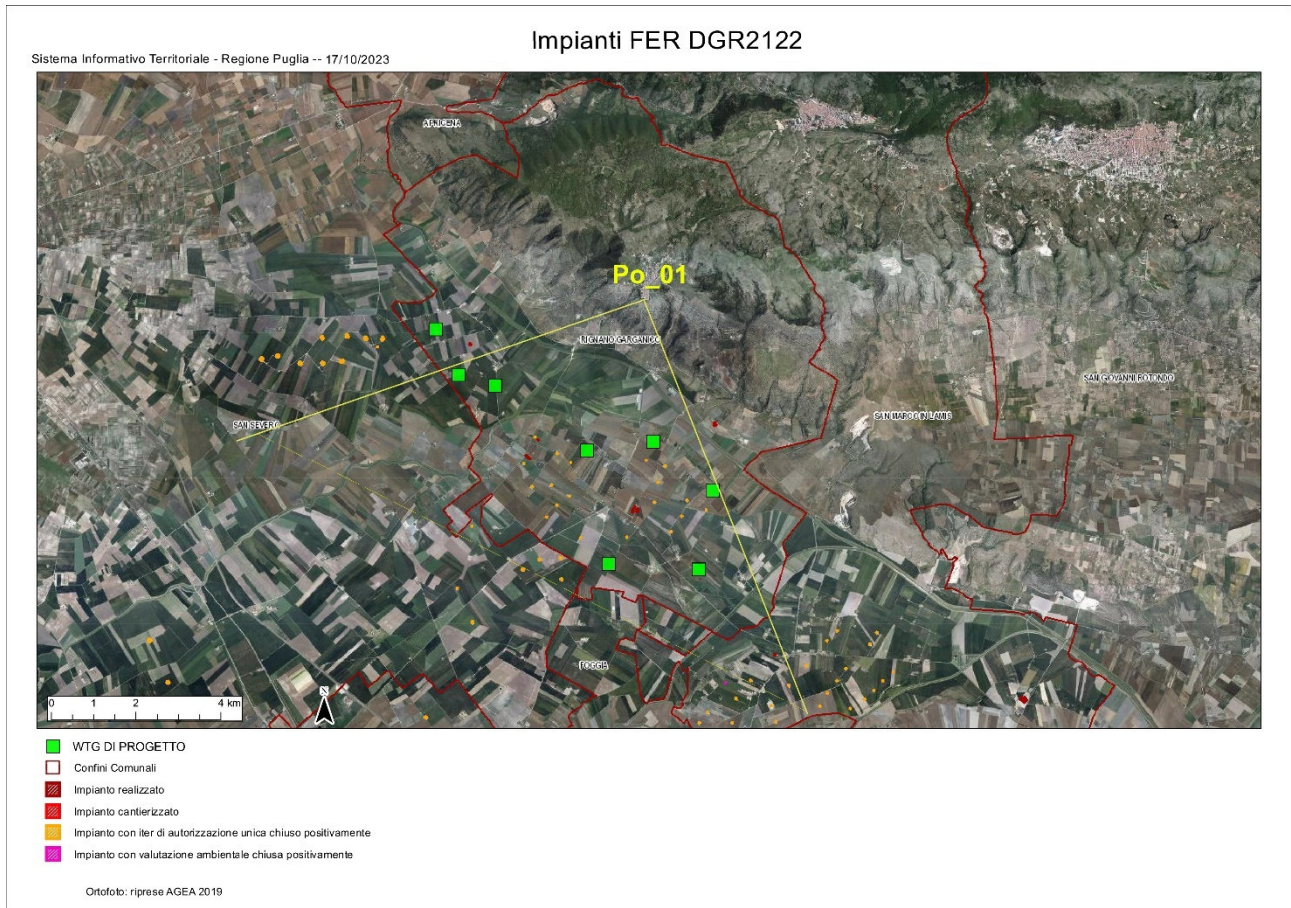 Impianti FER DGR2122
Sistema Informativo Territoriale - Regione Puglia -- 17/10/2023
APRICENA
Po_01
RIGNANO GARGANICO
SAN GIOVANNI ROTONDO
SAN MARCO IN LAMIS
SAN SEVERO
FOGGIA
0 1 2 4 km
N
WTG DI PROGETTO
Confini Comunali
Impianto realizzato
Impianto cantierizzato
Impianto con iter di autorizzazione unica chiuso positivamente
Impianto con valutazione ambientale chiusa positivamente
Ortofoto: riprese AGEA 2019